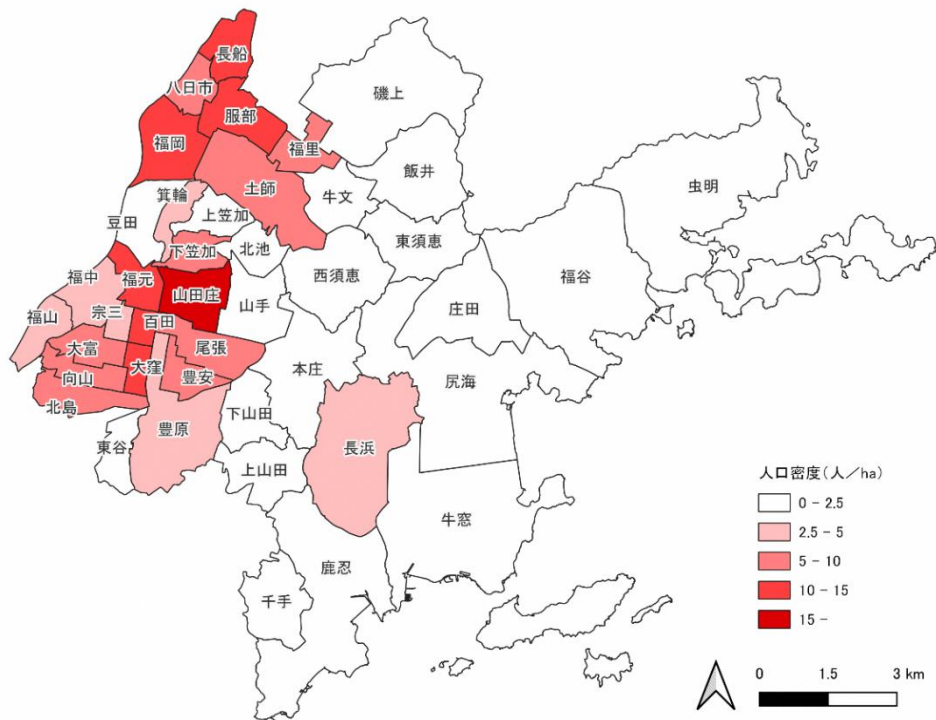 長船
八日市
磯上
服部
福岡
福里
飯井
虫明
土師
牛文
箕輪
上笠加
豆田
北池
東須恵
下笠加
西須恵
福谷
福中
福元
山田庄
山手
庄田
福山
宗三
百田
大富
尾張
大窪
本庄
向山
豊安
尻海
北島
下山田
豊原
東谷
長浜
上山田
牛窓
鹿忍
千手
人口密度(人/ha)
0 - 2.5
2.5 - 5
5 - 10
10 - 15
15 -
0 1.5 3 km